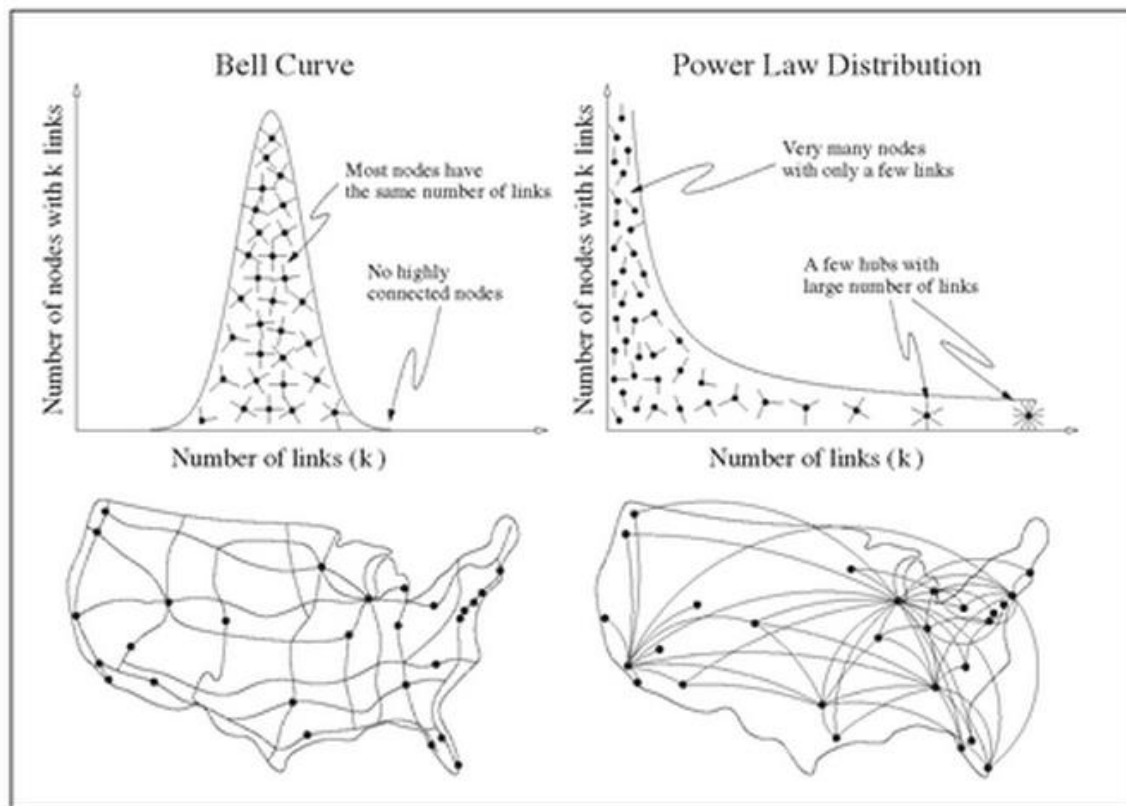 Bell Curve
Number of nodes with k links
Most nodes have
the same number of links
No highly
connected nodes
Number of links (k)
Power Law Distribution
Number of nodes with k links
Very many nodes
with only a few links
A few hubs with
large number of links
Number of links (k)